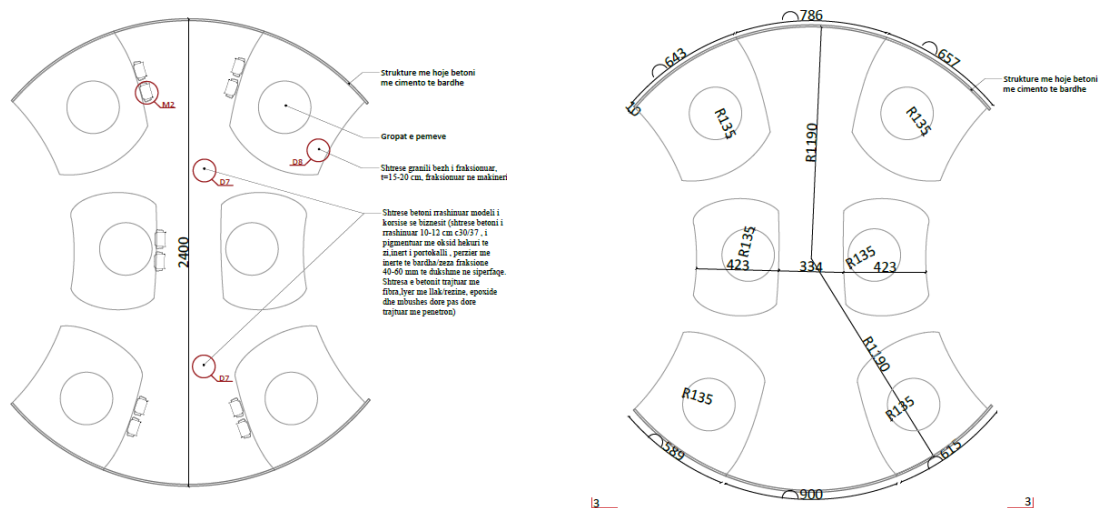 M2
D8
D7
2400
D7
Strukture me hoje betoni
Gropat e pemeve
Shtrese granili bezh i fraksionuar,
t=15-20 cm, fraksionuar ne makineri
Shtrese betoni rrashinuar modeli i
korsise se biznesit (shtrese betoni i
rrashinuar 10-12 cm c30/37 , i
pigmentuar me oksid hekuri te
zi,inert i portokalli , perzier me
inerte te bardha/zeza fraksione
40-60 mm te dukshme ne siperfaqe.
Shtresa e betonit trajtuar me
fibra,lyer me llak/rezine, epoxide
dhe mbushes dore pas dore
trajtuar me penetron)
me cimento te bardhe
786
643
657
10
Strukture me hoje betoni
me cimento te bardhe
R135
R1190
R135
R135
R135
423
334
423
R1190
R135
R135
589
900
615
3
3